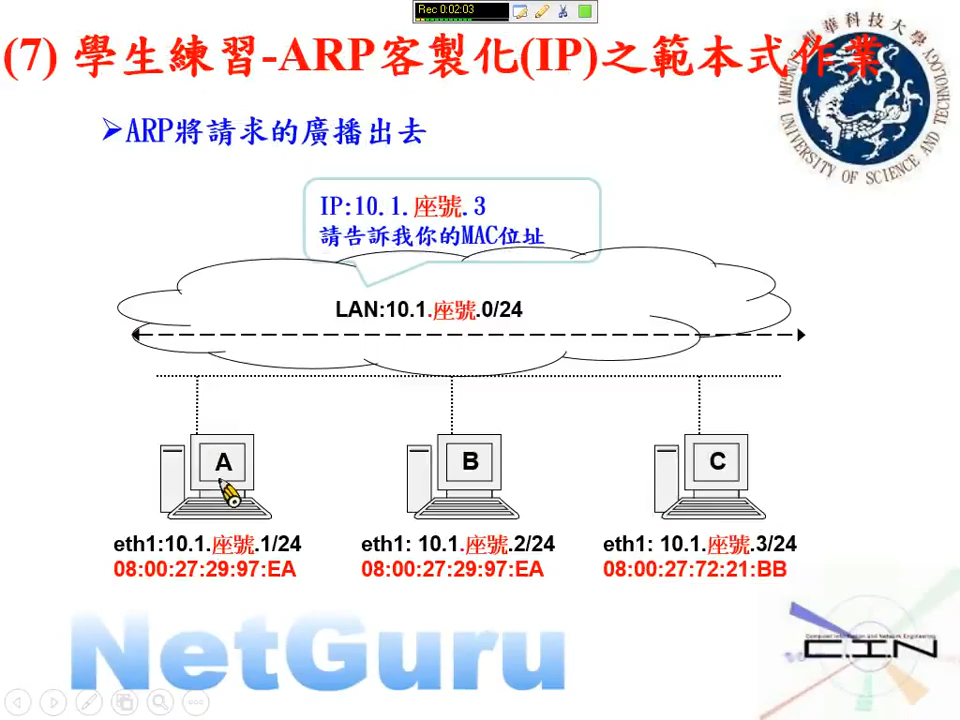 Rec 0:02:03
(7) 學生練習-ARP客製化(IP)之範本式作業
ARP將請求的廣播出去
IP:10.1.座號.3
請告訴我你的MAC位址
LAN:10.1.座號.0/24
A
B
C
eth1:10.1.座號.1/24
08:00:27:29:97:EA
eth1: 10.1.座號.2/24
08:00:27:29:97:EA
eth1: 10.1.座號.3/24
08:00:27:72:21:BB
NetGuru
Computer Information and Network Engineering
C.I.N